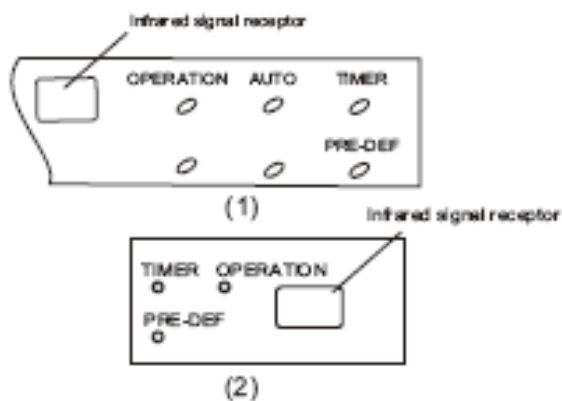 Infrared signal receptor
OPERATION AUTO TIMER
PRE-DEF
(1)
Infrared signal receptor
TIMER OPERATION
PRE-DEF
(2)